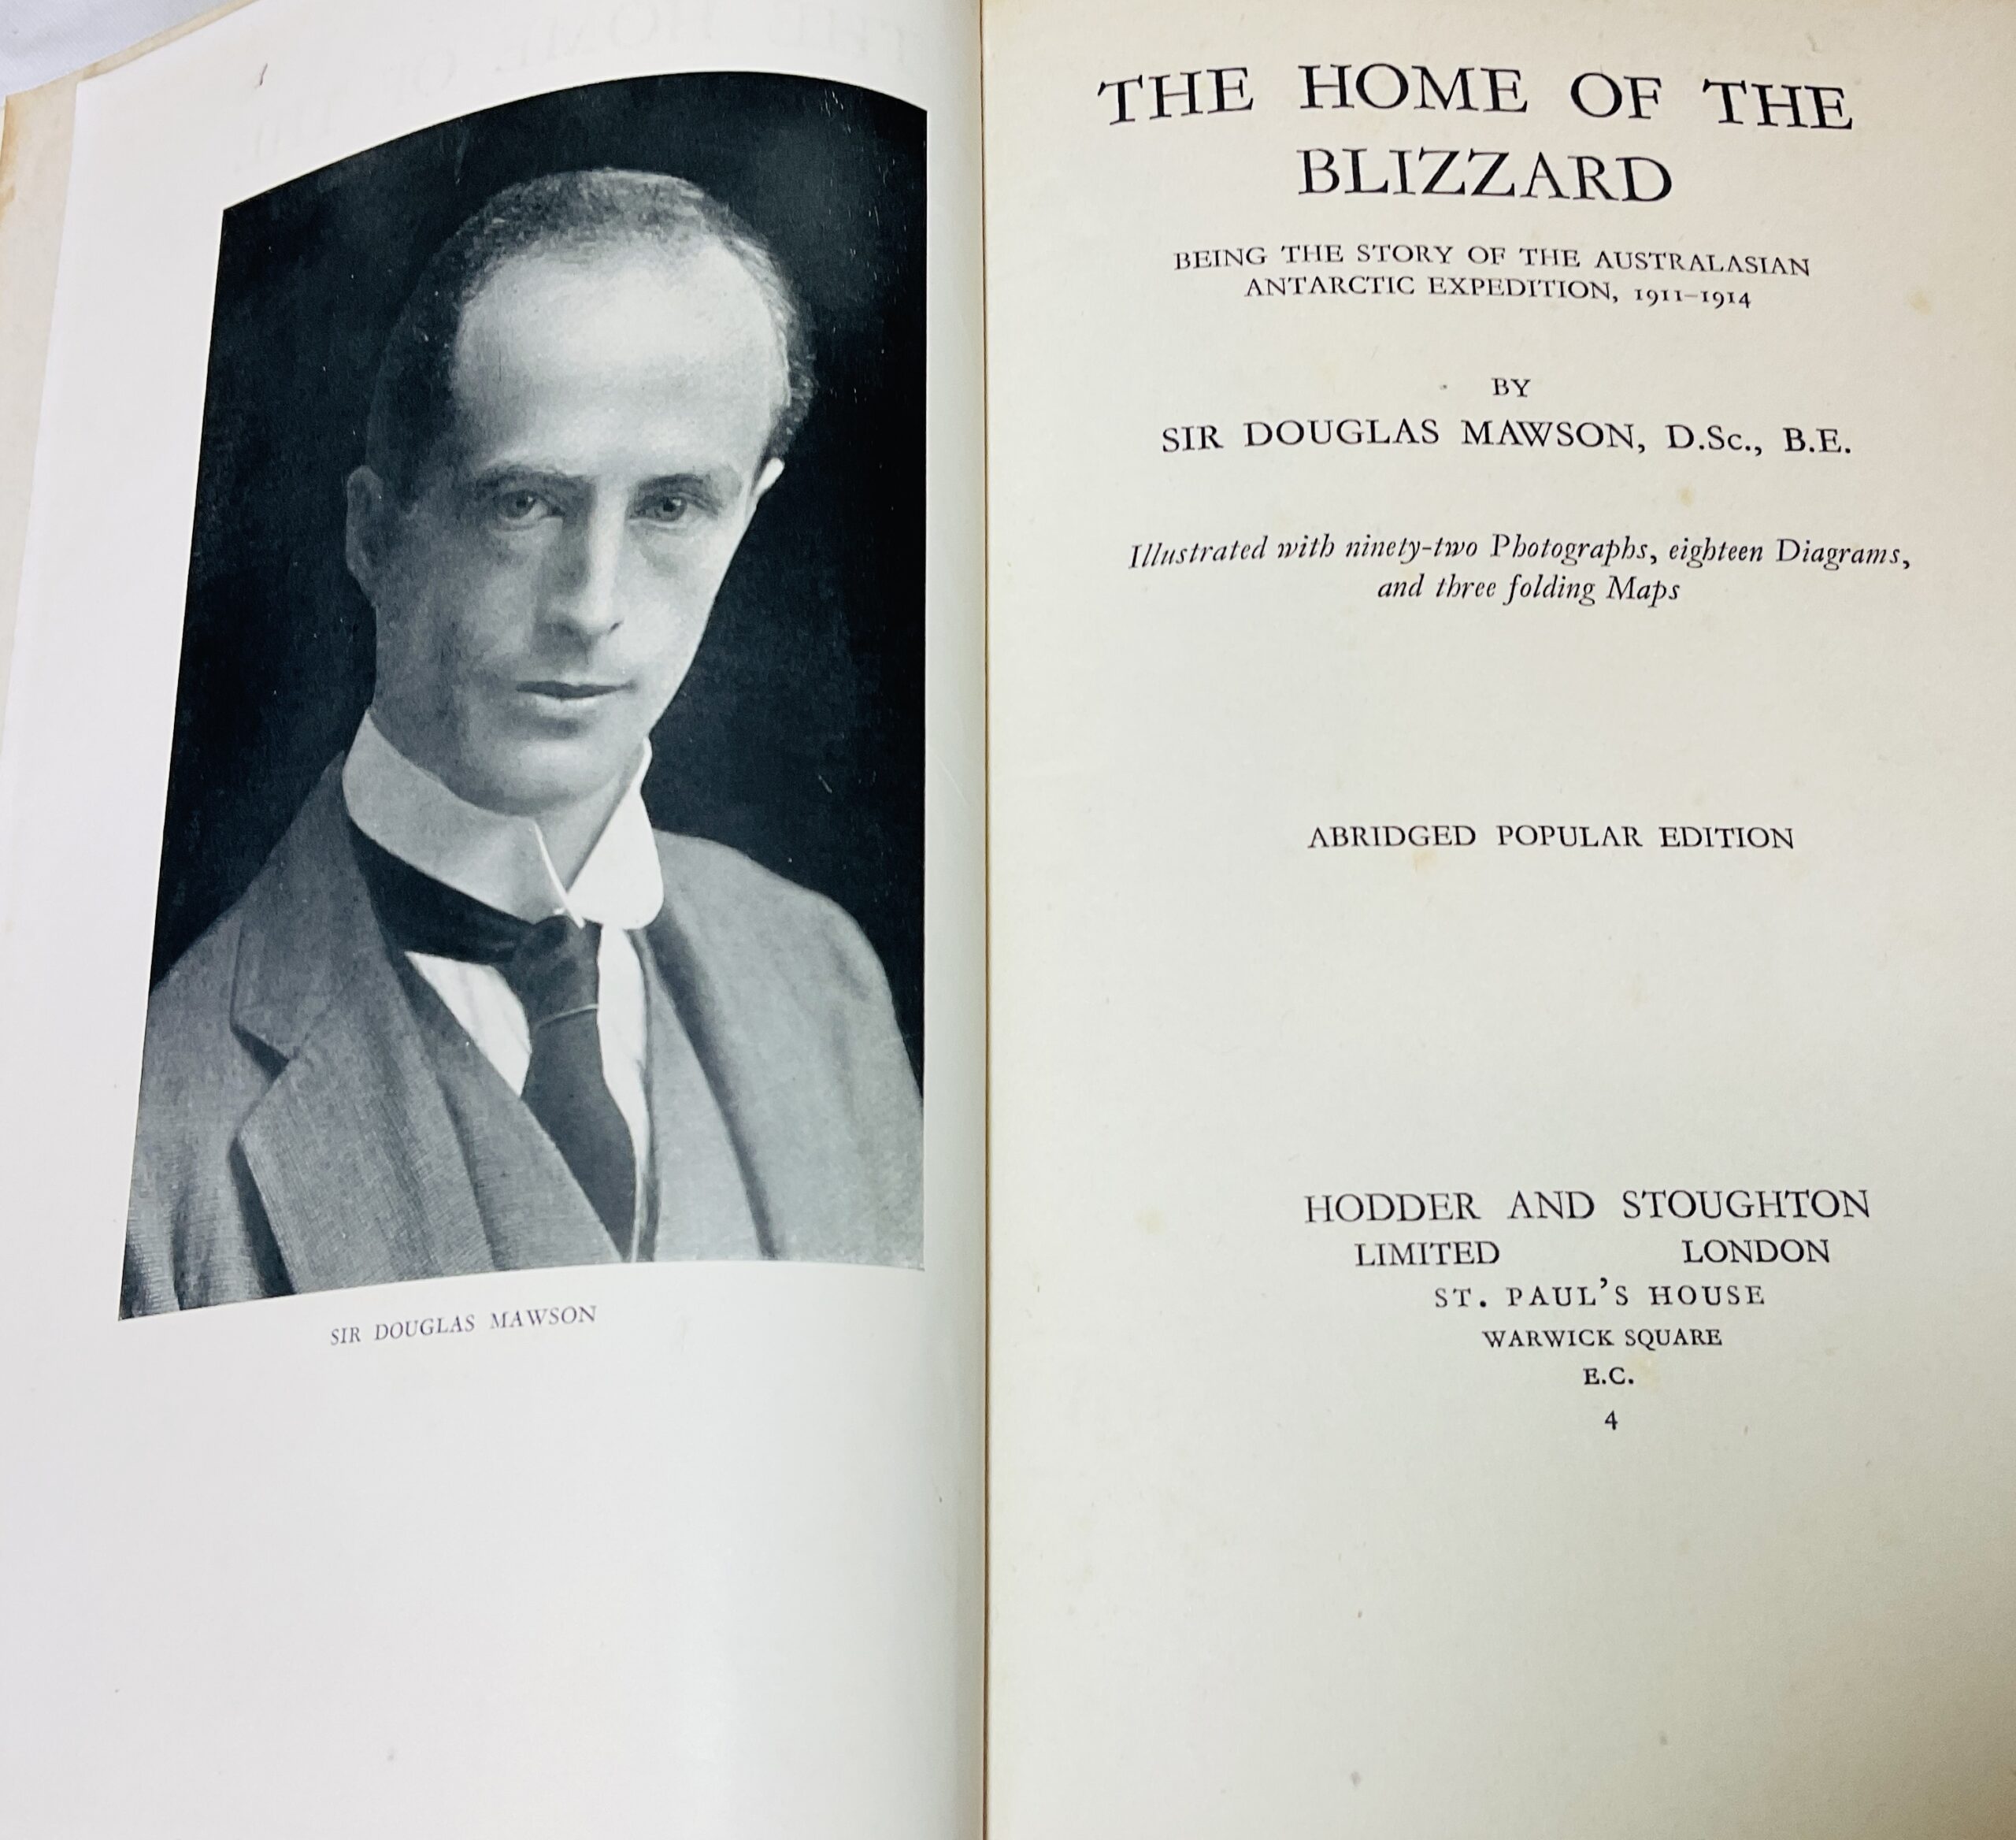 SIR DOUGLAS MAWSON
THE HOME OF THE
BLIZZARD
BEING THE STORY OF THE AUSTRALASIAN
ANTARCTIC EXPEDITION, 1911–1914
BY
SIR DOUGLAS MAWSON, D.Sc., B.E.
Illustrated with ninety-two Photographs, eighteen Diagrams,
and three folding Maps
ABRIDGED POPULAR EDITION
HODDER AND STOUGHTON
LIMITED LONDON
ST. PAUL'S HOUSE
WARWICK SQUARE
E.C.
4